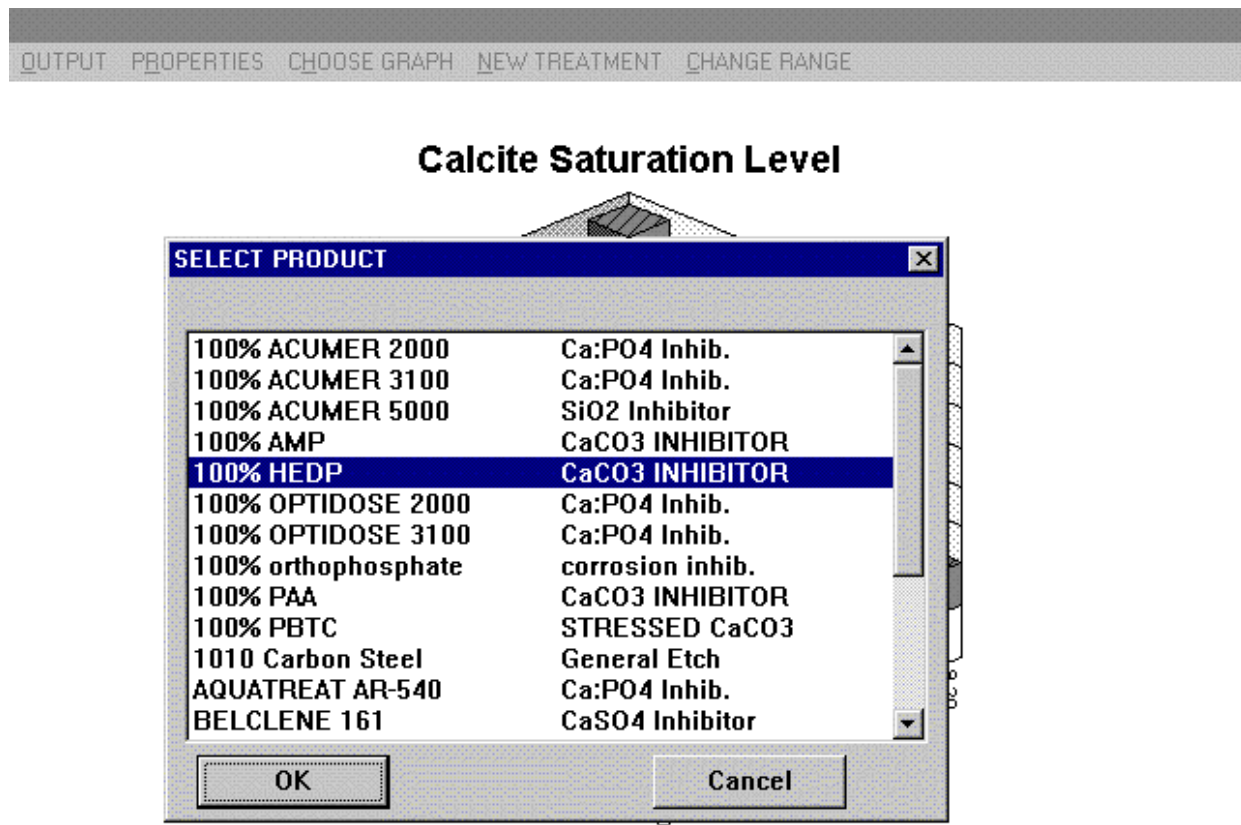 OUTPUT PROPERTIES CHOOSE GRAPH NEW TREATMENT CHANGE RANGE
Calcite Saturation Level
SELECT PRODUCT
100% ACUMER 2000 Ca:PO4 Inhib.
100% ACUMER 3100 Ca:PO4 Inhib.
100% ACUMER 5000 SiO2 Inhibitor
100% AMP CaCO3 INHIBITOR
100% HEDP CaCO3 INHIBITOR
100% OPTIDOSE 2000 Ca:PO4 Inhib.
100% OPTIDOSE 3100 Ca:PO4 Inhib.
100% orthophosphate corrosion inhib.
100% PAA CaCO3 INHIBITOR
100% PBTC STRESSED CaCO3
1010 Carbon Steel General Etch
AQUATREAT AR-540 Ca:PO4 Inhib.
BELCLENE 161 CaSO4 Inhibitor
OK Cancel